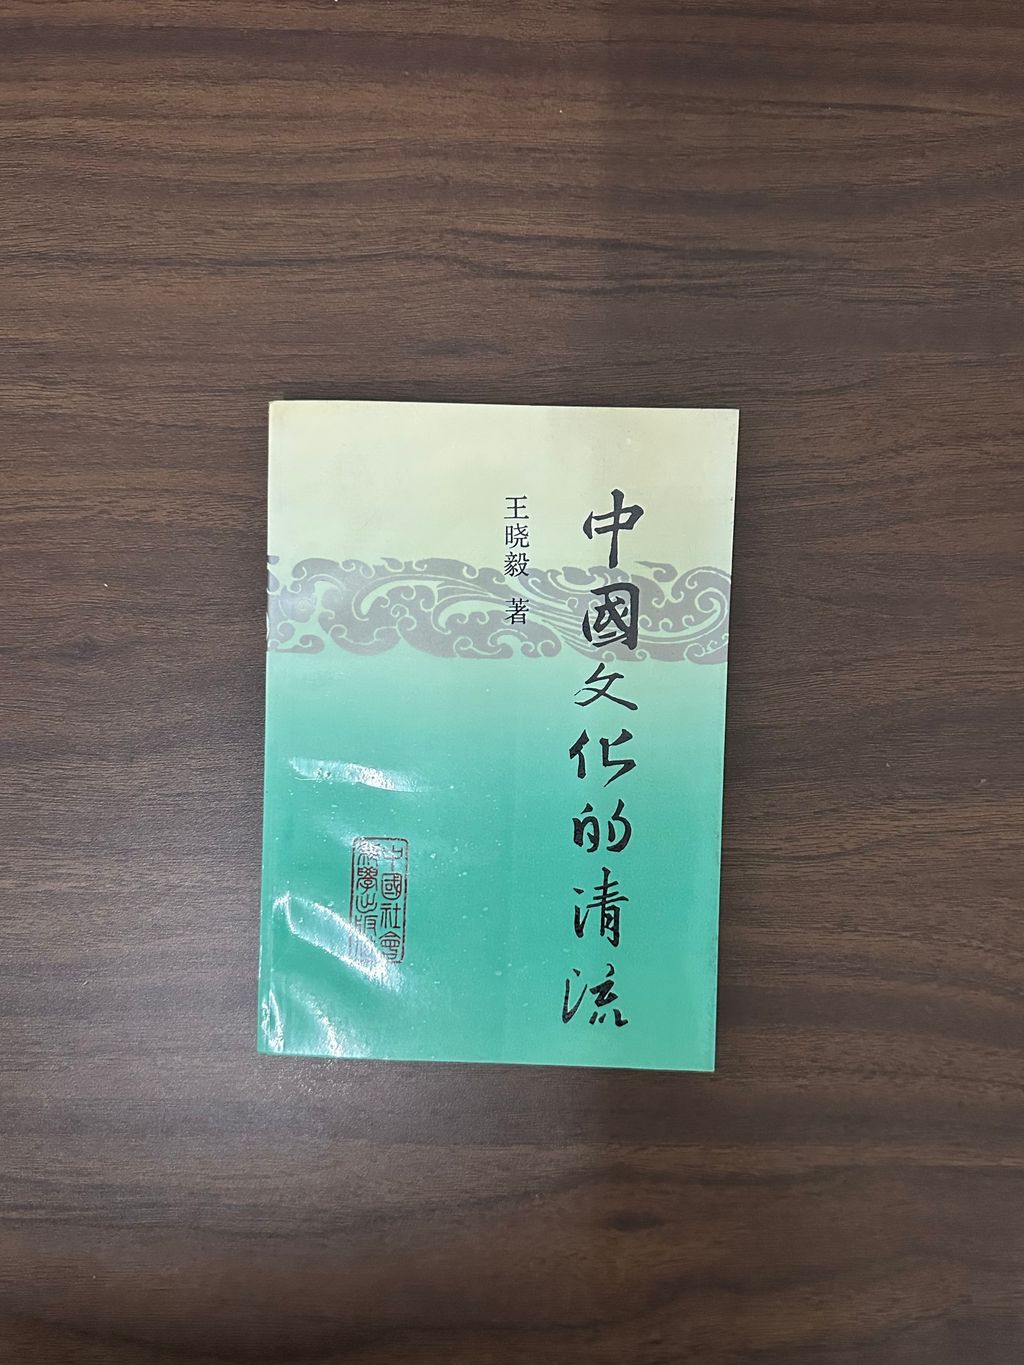 中國文化的清流
王晓毅 著
中國社會
科學出版社